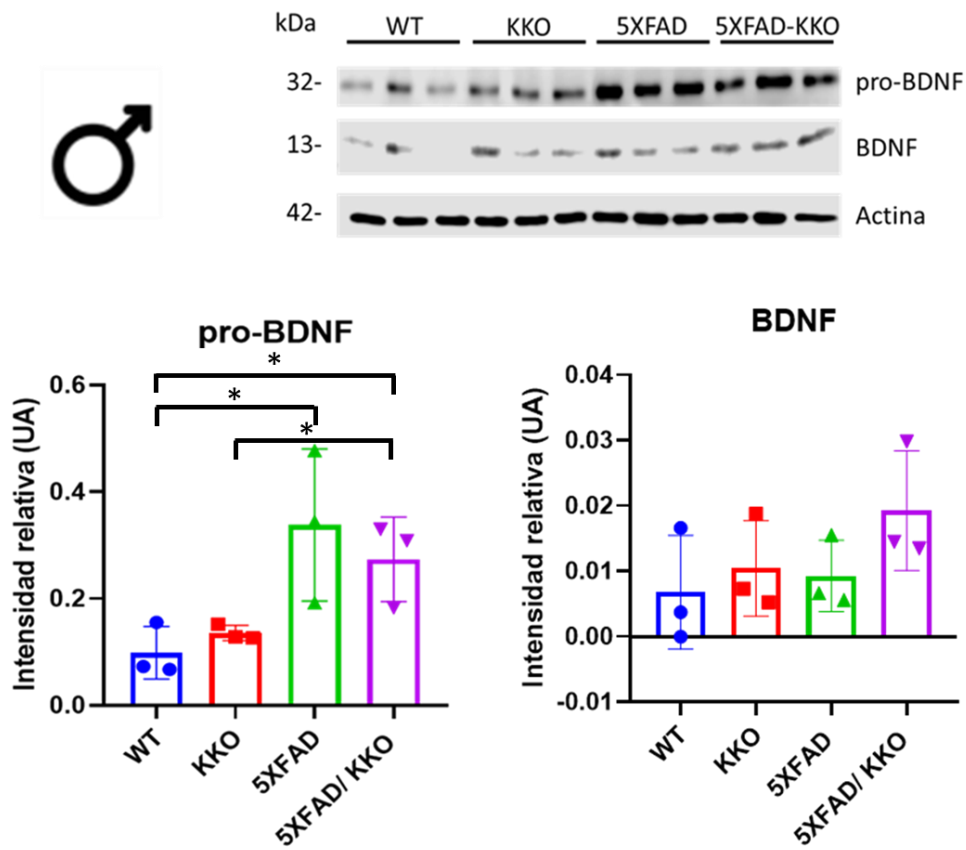 kDa WT KKO 5XFAD 5XFAD-KKO
32- pro-BDNF
13- BDNF
42- Actina
pro-BDNF
*
*
*
Intensidad relativa (UA)
0.6
0.4
0.2
0.0
WT KKO 5XFAD 5XFAD/ KKO
BDNF
Intensidad relativa (UA)
0.04
0.03
0.02
0.01
0.00
-0.01
WT KKO 5XFAD 5XFAD/ KKO